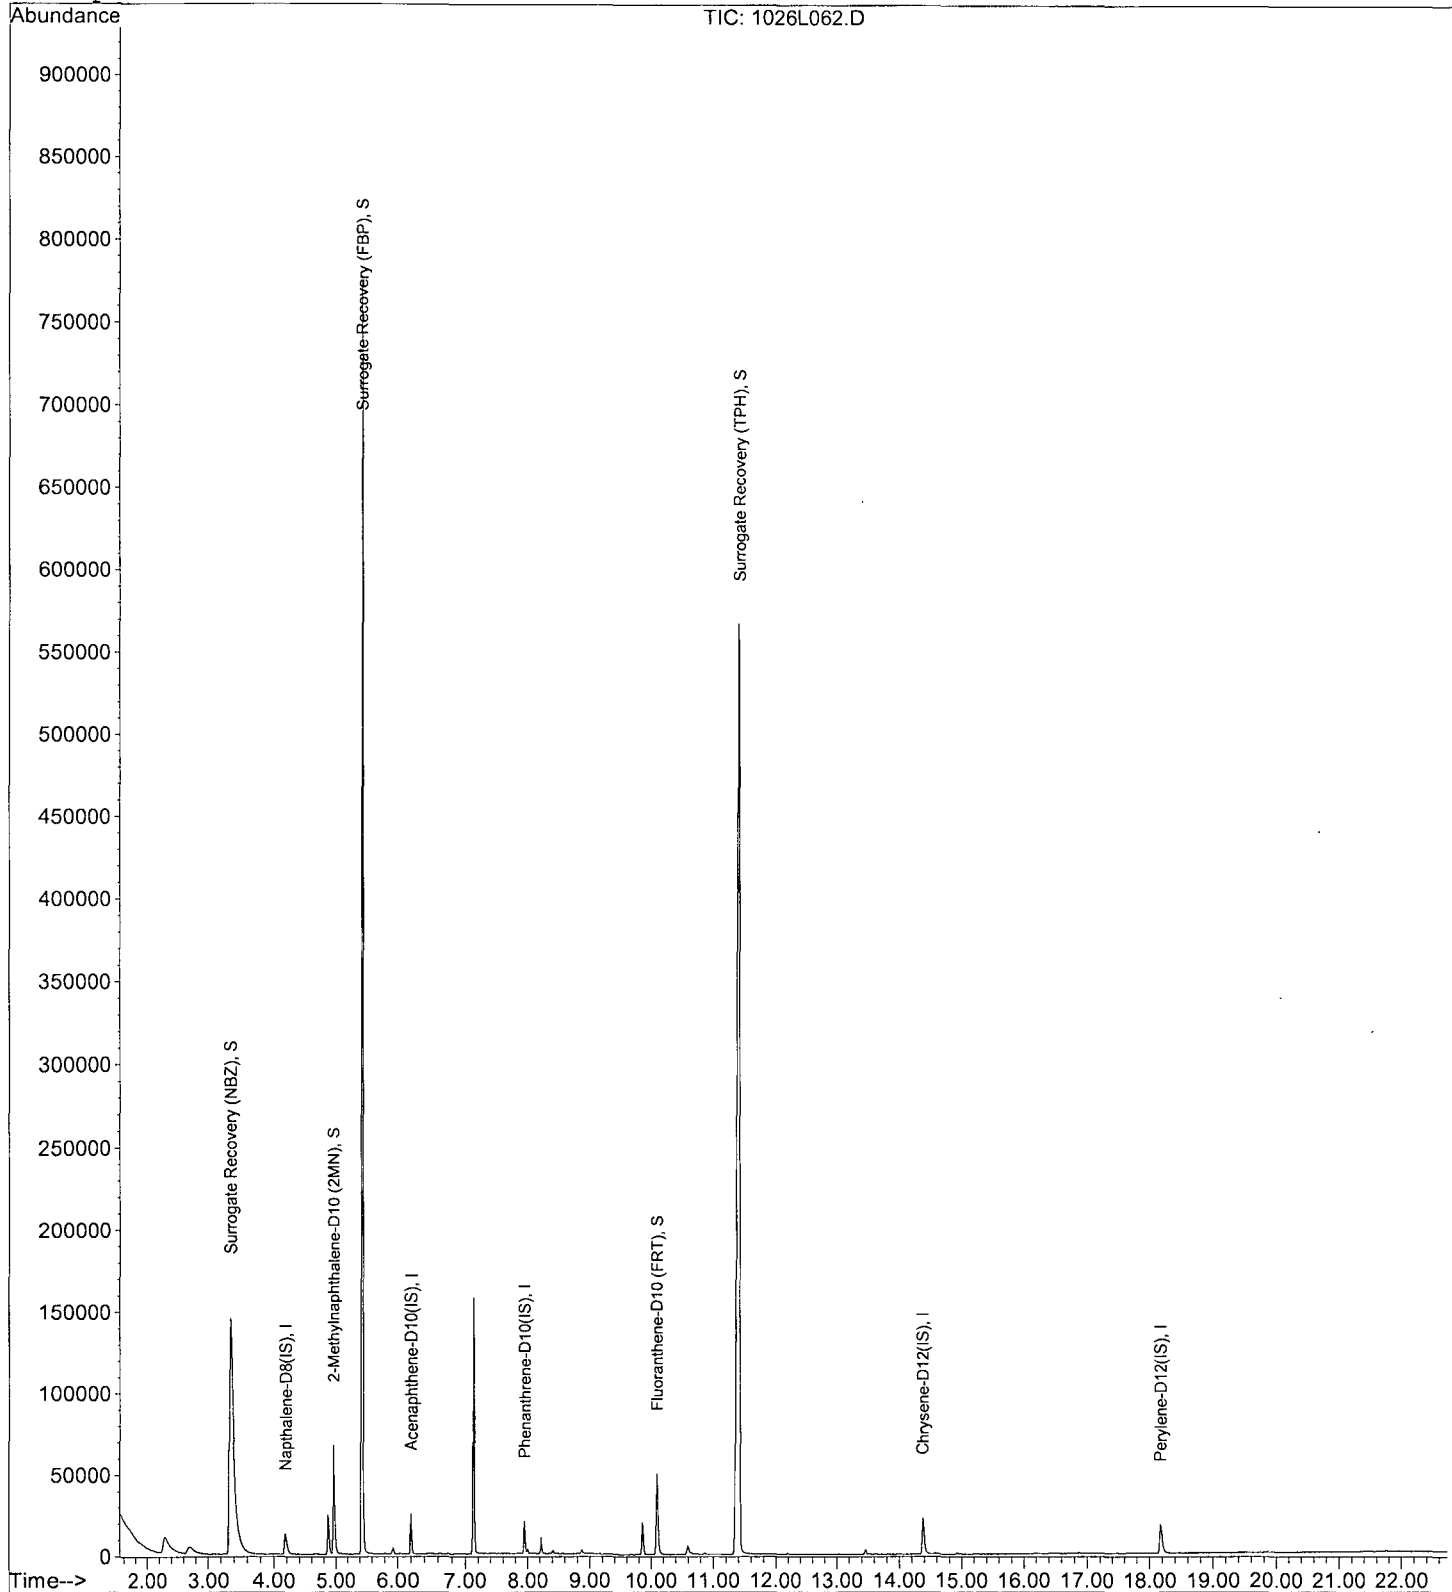 Abundance
TIC: 1026L062.D
900000
850000
800000
750000
700000
650000
600000
550000
500000
450000
400000
350000
300000
250000
200000
150000
100000
50000
0
Surrogate Recovery (NBZ), S
Napthalene-D8(IS), I
2-Methylnaphthalene-D10 (2MN), S
Surrogate Recovery (FBP), S
Acenaphthene-D10(IS), I
Phenanthrene-D10(IS), I
Fluoranthene-D10 (FRT), S
Surrogate Recovery (TPH), S
Chrysene-D12(IS), I
Perylene-D12(IS), I
Time--> 2.00 3.00 4.00 5.00 6.00 7.00 8.00 9.00 10.00 11.00 12.00 13.00 14.00 15.00 16.00 17.00 18.00 19.00 20.00 21.00 22.00